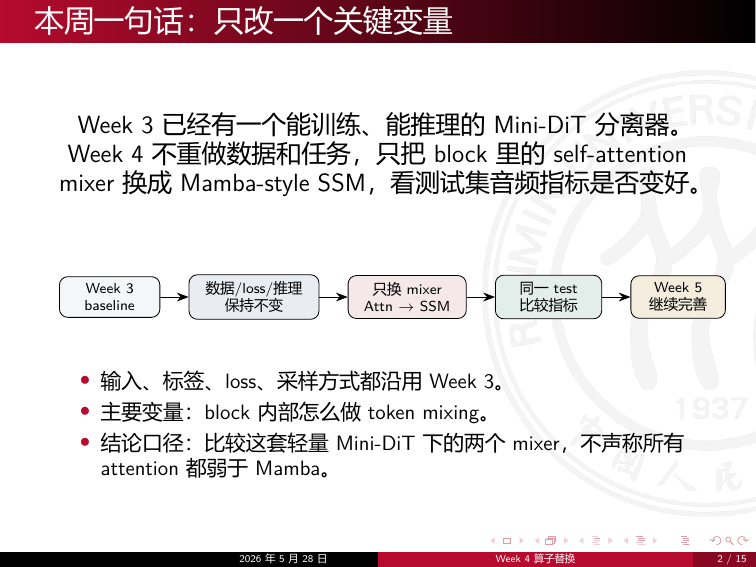 本周一句话：只改一个关键变量
Week 3 已经有一个能训练、能推理的 Mini-DiT 分离器。
Week 4 不重做数据和任务，只把 block 里的 self-attention
mixer 换成 Mamba-style SSM，看测试集音频指标是否变好。
Week 3
baseline
数据/loss/推理
保持不变
只换 mixer
Attn → SSM
同一 test
比较指标
Week 5
继续完善
• 输入、标签、loss、采样方式都沿用 Week 3。
• 主要变量：block 内部怎么做 token mixing。
• 结论口径：比较这套轻量 Mini-DiT 下的两个 mixer，不声称所有
attention 都弱于 Mamba。
1937
2026 年 5 月 28 日
Week 4 算子替换
2 / 15